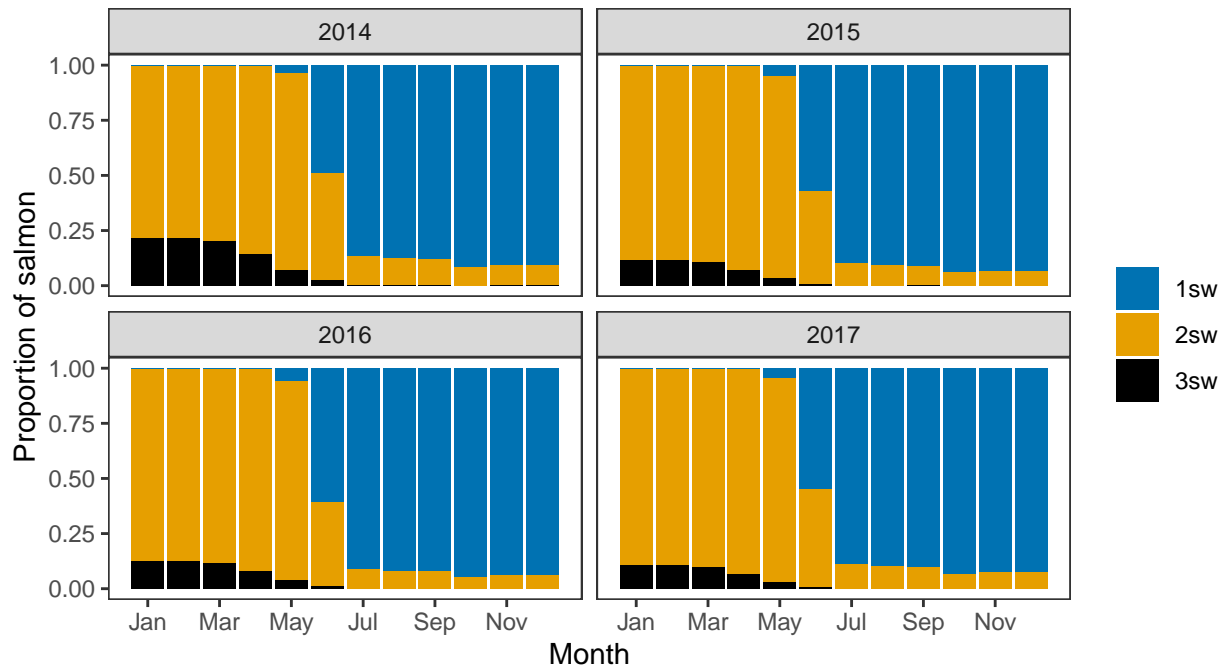 2014
2015
1.00
0.75
0.50
0.25
0.00
2016
2017
1.00
0.75
0.50
0.25
0.00
Jan Mar May Jul Sep Nov
Jan Mar May Jul Sep Nov
Month
Proportion of salmon
1sw
2sw
3sw